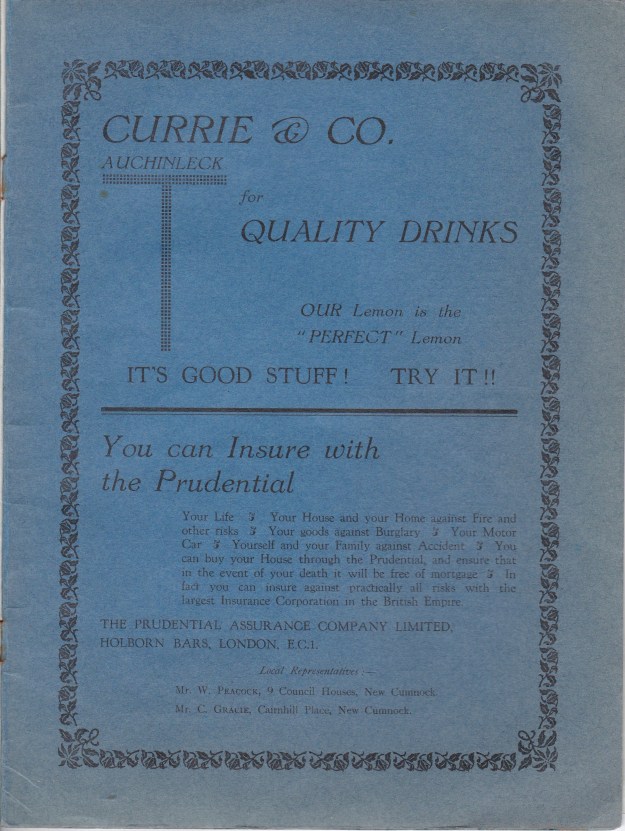 CURRIE & CO.
AUCHINLECK
for
QUALITY DRINKS
OUR Lemon is the
"PERFECT" Lemon
IT'S GOOD STUFF! TRY IT!!
You can Insure with
the Prudential
Your Life Your House and your Home against Fire and
other risks Your goods against Burglary Your Motor
Car Yourself and your Family against Accident You
can buy your House through the Prudential, and ensure that
in the event of your death it will be free of mortgage In
fact you can insure against practically all risks with the
largest Insurance Corporation in the British Empire.
THE PRUDENTIAL ASSURANCE COMPANY LIMITED,
HOLBORN BARS, LONDON, E.C.1.
Local Representatives :—
Mr. W. PEACOCK, 9 Council Houses, New Cumnock.
Mr. C. GRACIE, Cairnhill Place, New Cumnock.